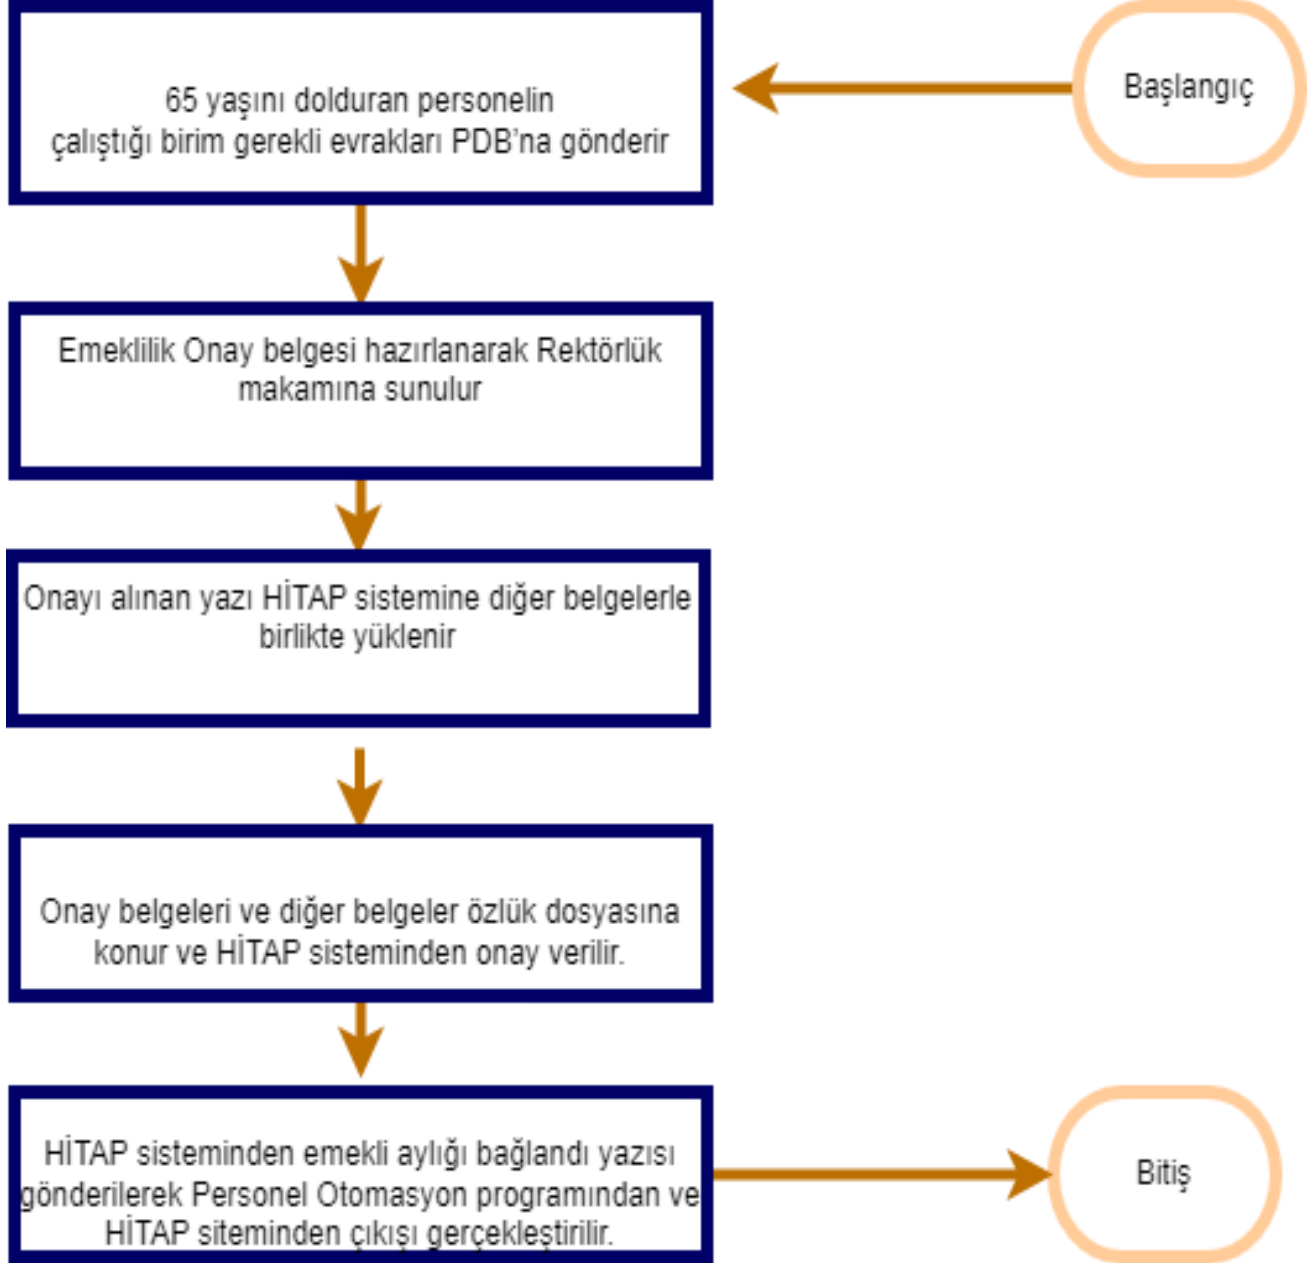 Başlangıç
65 yaşını dolduran personelin
çalıştığı birim gerekli evrakları PDB'na gönderir
Emeklilik Onay belgesi hazırlanarak Rektörlük
makamına sunulur
Onayı alınan yazı HİTAP sistemine diğer belgelerle
birlikte yüklenir
Onay belgeleri ve diğer belgeler özlük dosyasına
konur ve HİTAP sisteminden onay verilir.
HİTAP sisteminden emekli aylığı bağlandı yazısı
gönderilerek Personel Otomasyon programından ve
HİTAP siteminden çıkışı gerçekleştirilir.
Bitiş